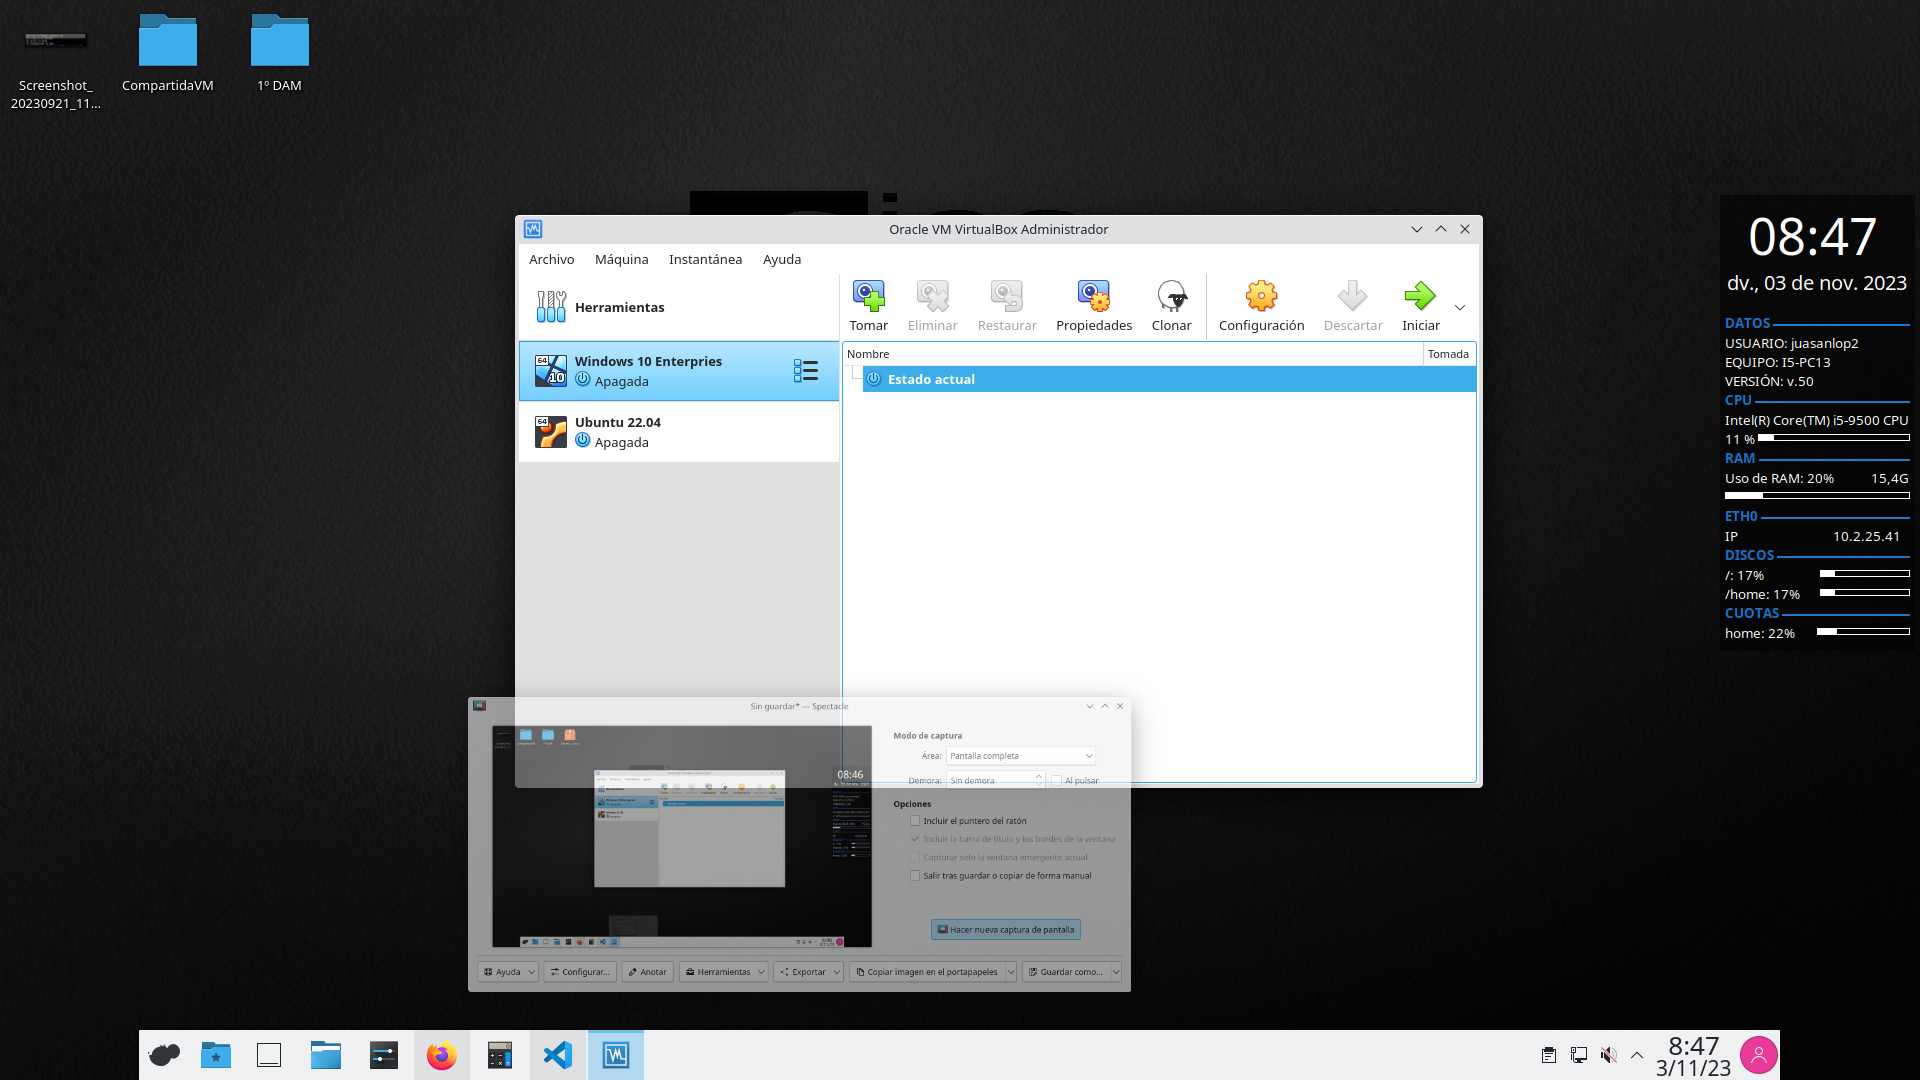 Screenshot_
20230921_11...
CompartidaVM
1º DAM
Oracle VM VirtualBox Administrador
Archivo Máquina Instantánea Ayuda
Herramientas
Tomar Eliminar Restaurar Propiedades Clonar Configuración Descartar Iniciar
64
10
Windows 10 Enterpries
Apagada
64
Ubuntu 22.04
Apagada
Nombre Tomada
Estado actual
08:47
dv., 03 de nov. 2023
DATOS
USUARIO: juasanlop2
EQUIPO: I5-PC13
VERSIÓN: v.50
CPU
Intel(R) Core(TM) i5-9500 CPU
11 %
RAM
Uso de RAM: 20% 15,4G
ETH0
IP 10.2.25.41
DISCOS
/: 17%
/home: 17%
CUOTAS
home: 22%
Sin guardar* — Spectacle
08:46
Modo de captura
Área: Pantalla completa
Demora: Sin demora Al pulsar
Opciones
Incluir el puntero del ratón
Incluir la barra de título y los bordes de la ventana
Capturar solo la ventana emergente actual
Salir tras guardar o copiar de forma manual
Hacer nueva captura de pantalla
Ayuda Configurar... Anotar Herramientas Exportar Copiar imagen en el portapapeles Guardar como...
8:47
3/11/23